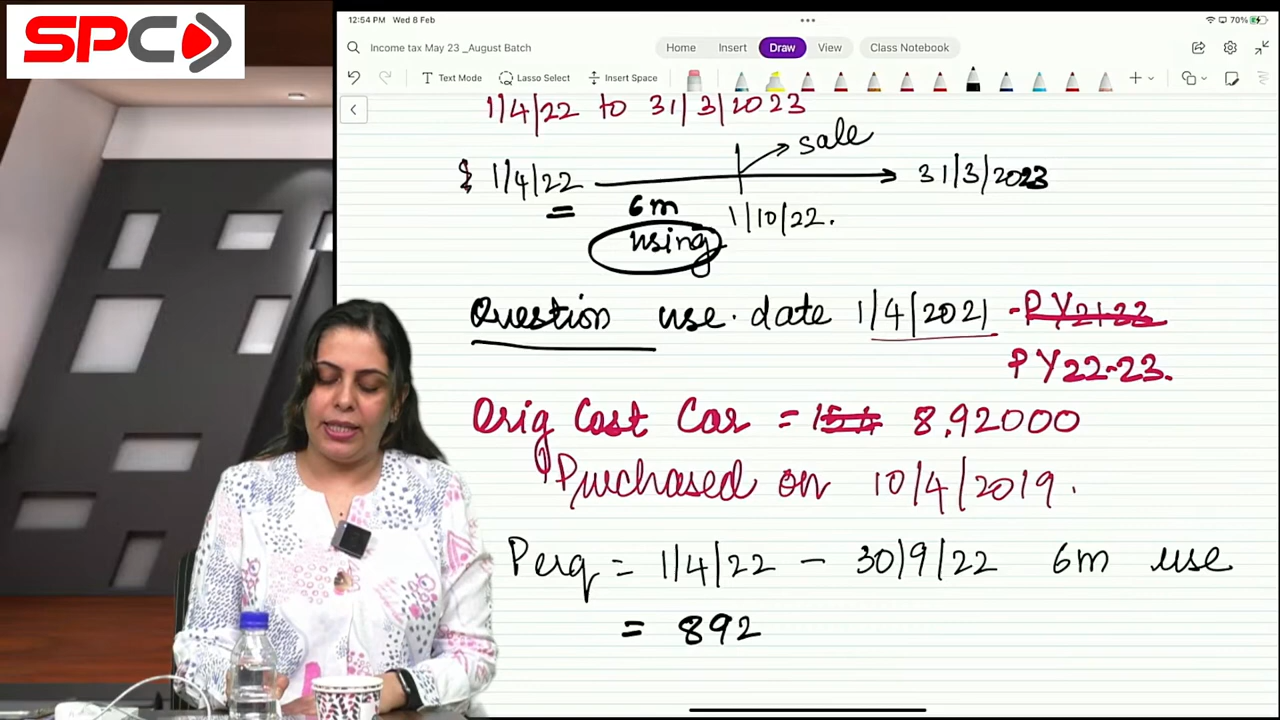 SPC
12:54 PM Wed 8 Feb
70%
Income tax May 23 _August Batch
Home Insert Draw View Class Notebook
Text Mode Lasso Select Insert Space
1/4/22 to 31/3/2023
sale
1/4/22 31/3/2023
6m 1/10/22.
using
Question use. date 1/4/2021 - PY21-22
PY22-23.
Orig Cost Car = 8,92000
Purchased on 10/4/2019.
Perq = 1/4/22 - 30/9/22 6m use
= 892